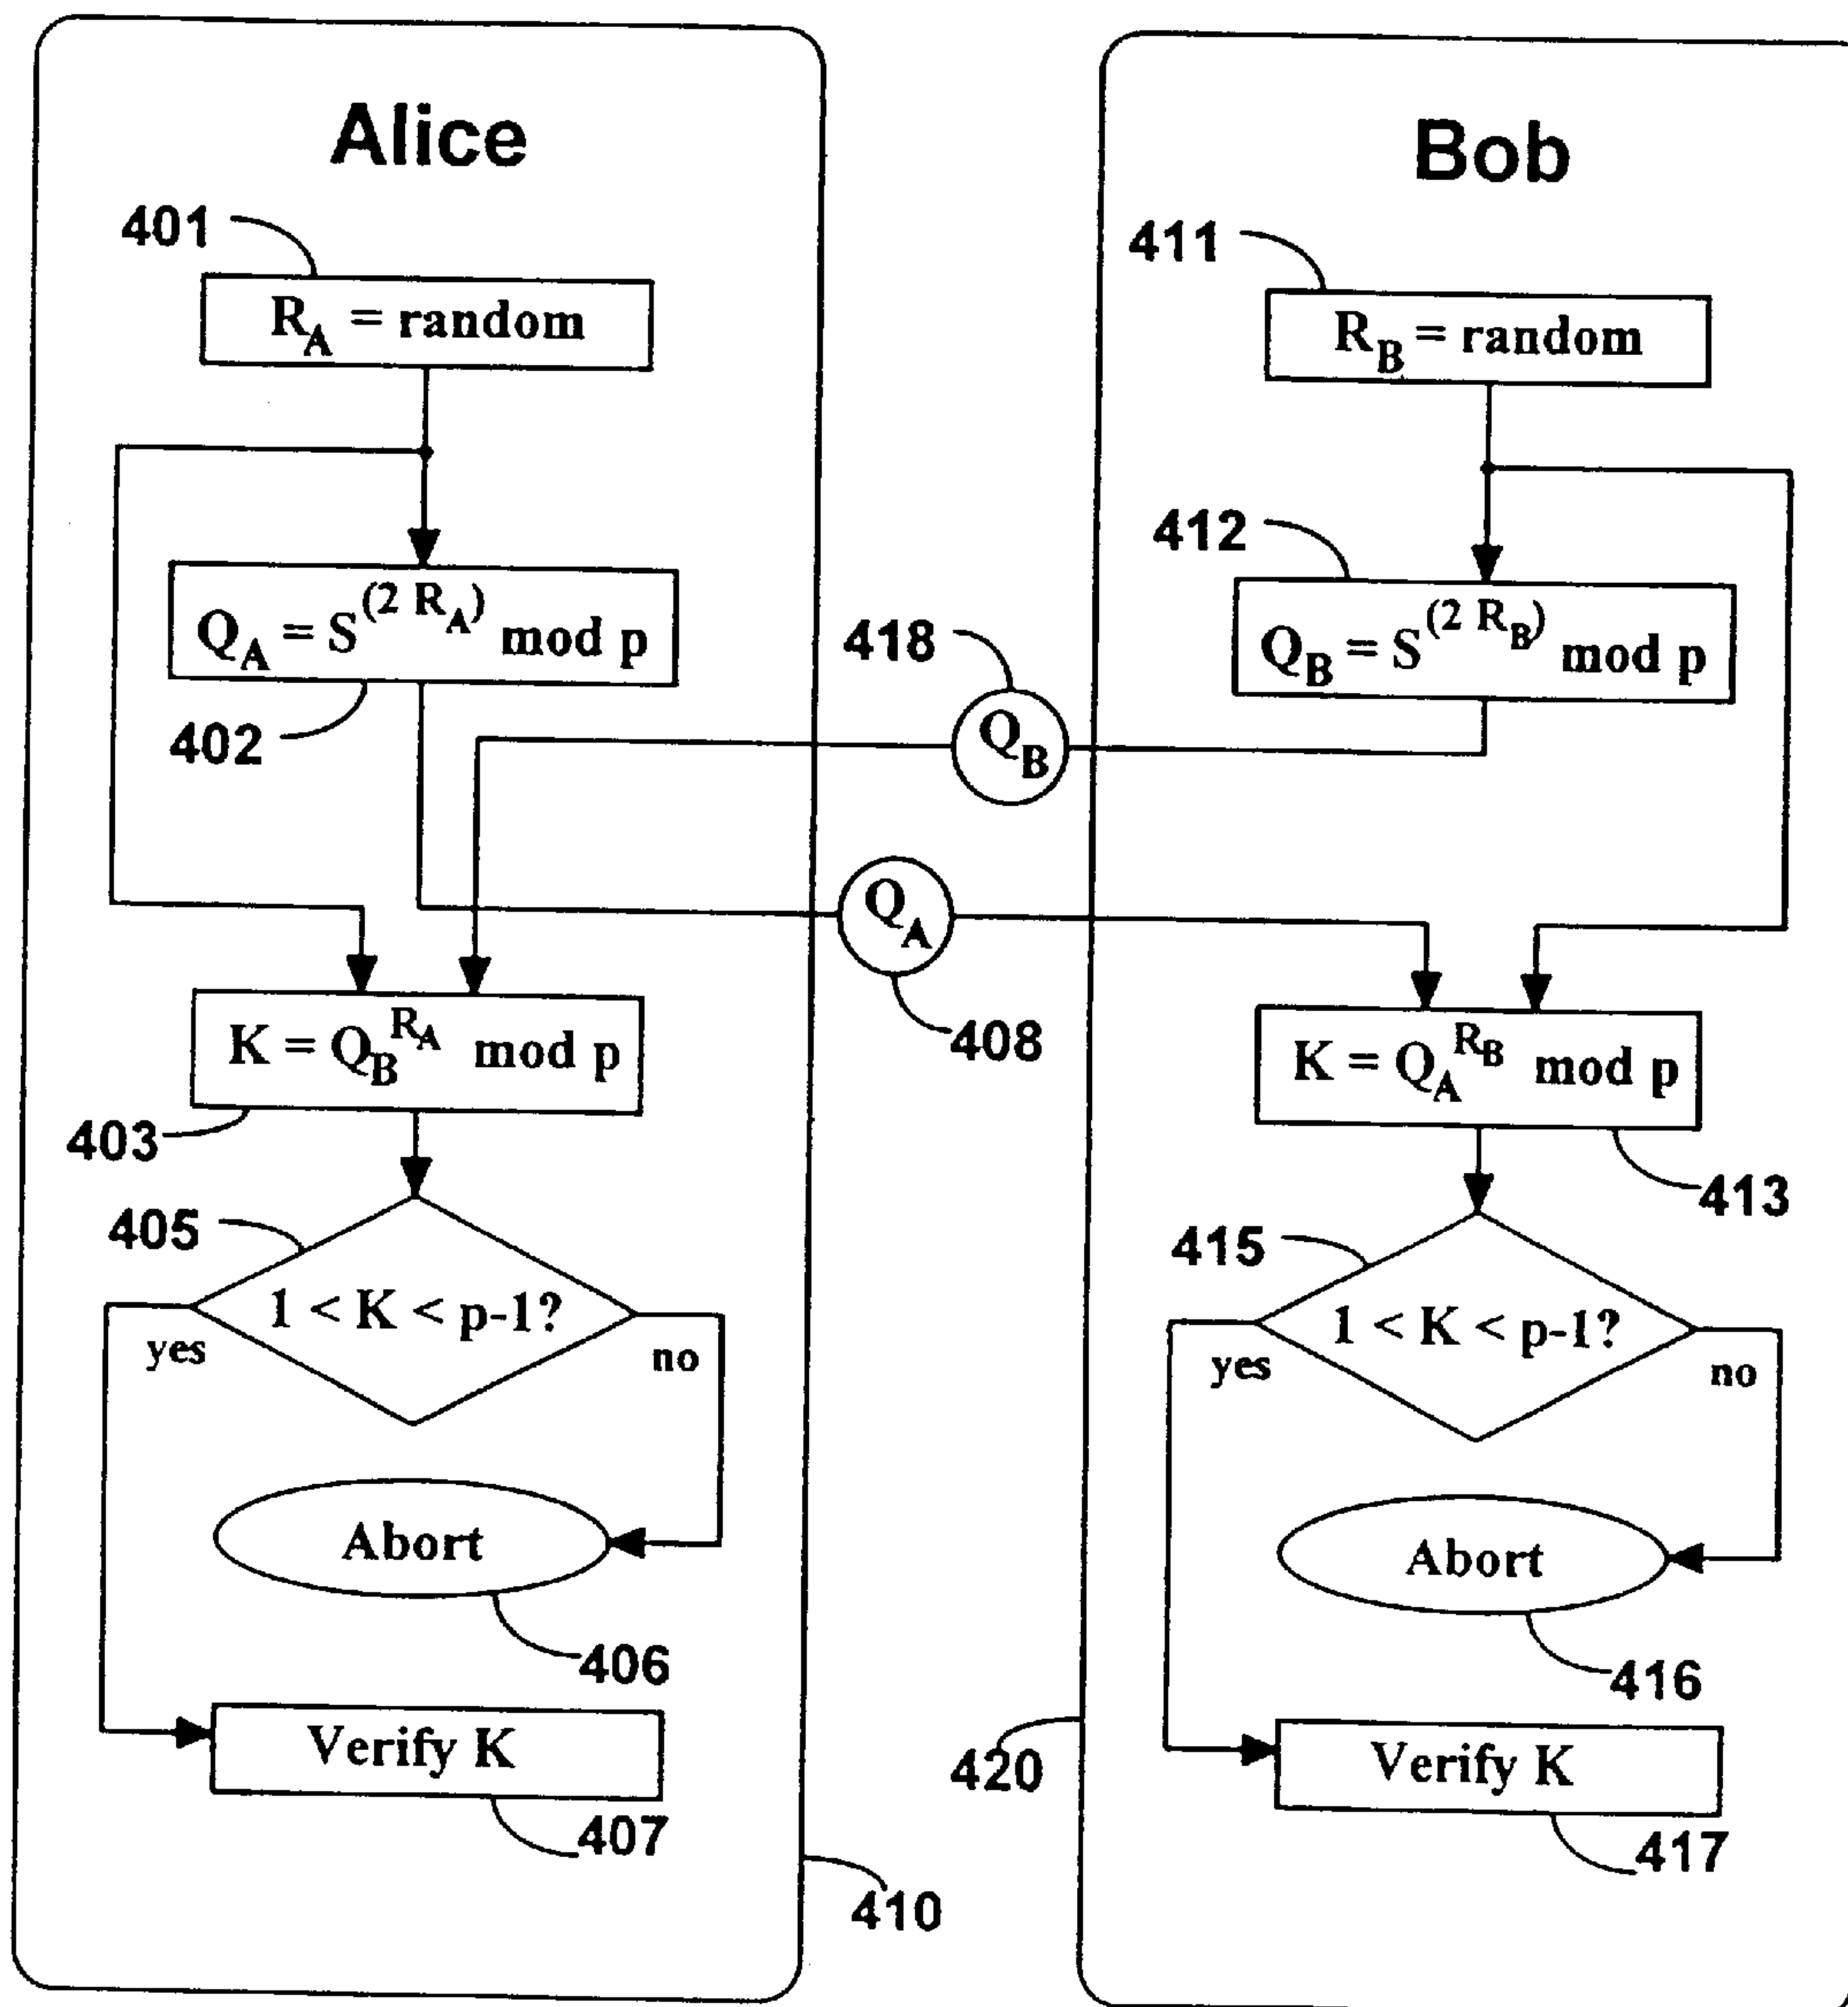 Alice
401
R_A = random
Q_A = S^(2 R_A) mod p
402
K = Q_B^R_A mod p
403
405
1 < K < p-1?
yes
no
Abort
406
Verify K
407
410
418
Q_B
Q_A
408
Bob
411
R_B = random
412
Q_B = S^(2 R_B) mod p
K = Q_A^R_B mod p
413
415
1 < K < p-1?
yes
no
Abort
416
Verify K
417
420